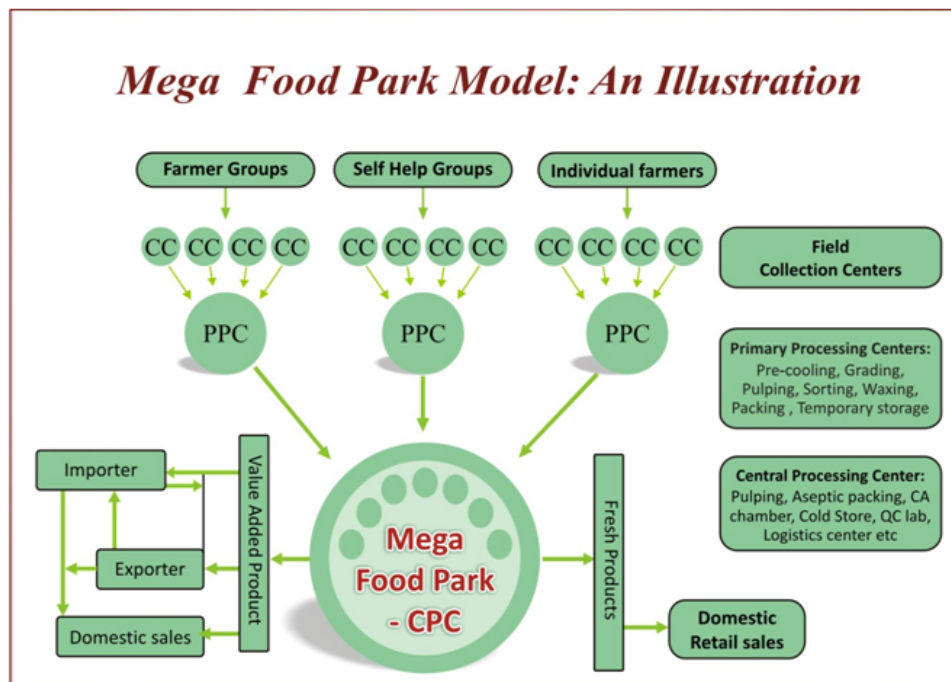 Mega Food Park Model: An Illustration
Farmer Groups
Self Help Groups
Individual farmers
CC CC CC CC
CC CC CC CC
CC CC CC CC
PPC
PPC
PPC
Field
Collection Centers
Primary Processing Centers:
Pre-cooling, Grading,
Pulping, Sorting, Waxing,
Packing , Temporary storage
Central Processing Center:
Pulping, Aseptic packing, CA
chamber, Cold Store, QC lab,
Logistics center etc
Importer
Exporter
Domestic sales
Value Added Product
Mega
Food Park
- CPC
Fresh Products
Domestic
Retail sales